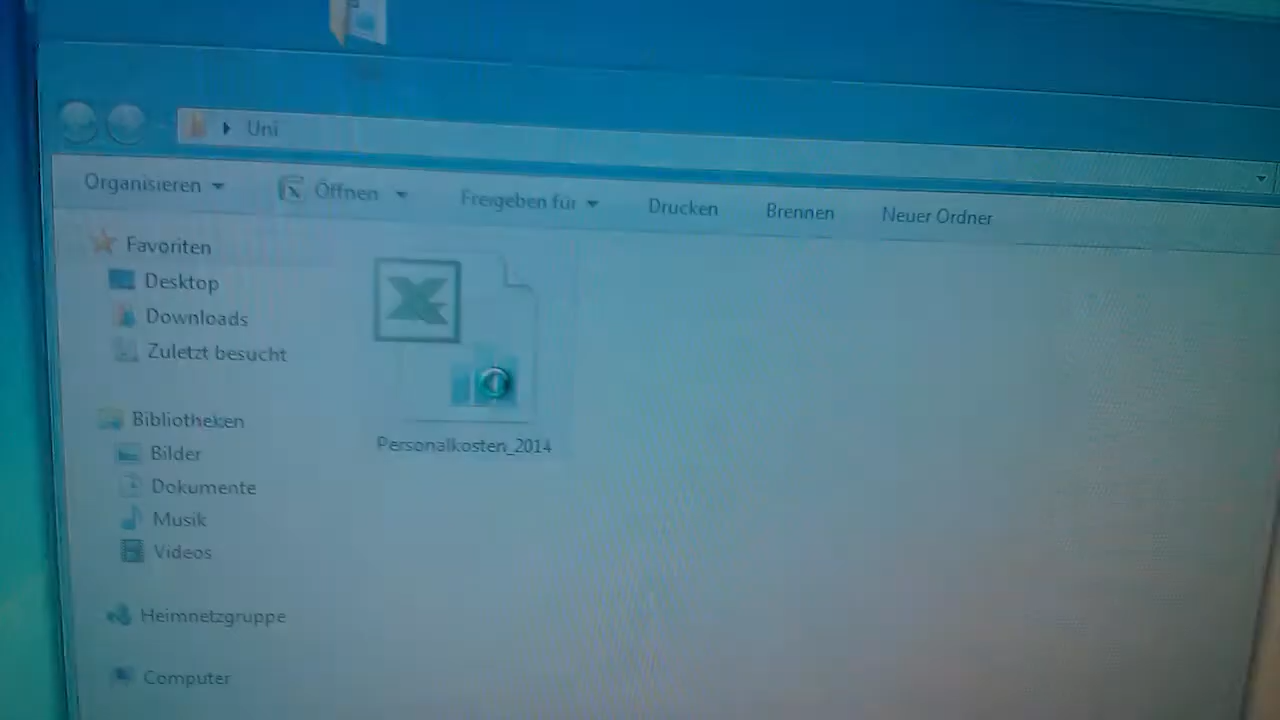 Uni
Organisieren Öffnen Freigeben für Drucken Brennen Neuer Ordner
Favoriten
Desktop
Downloads
Zuletzt besucht
Bibliotheken
Bilder
Dokumente
Musik
Videos
Heimnetzgruppe
Computer
Personalkosten_2014